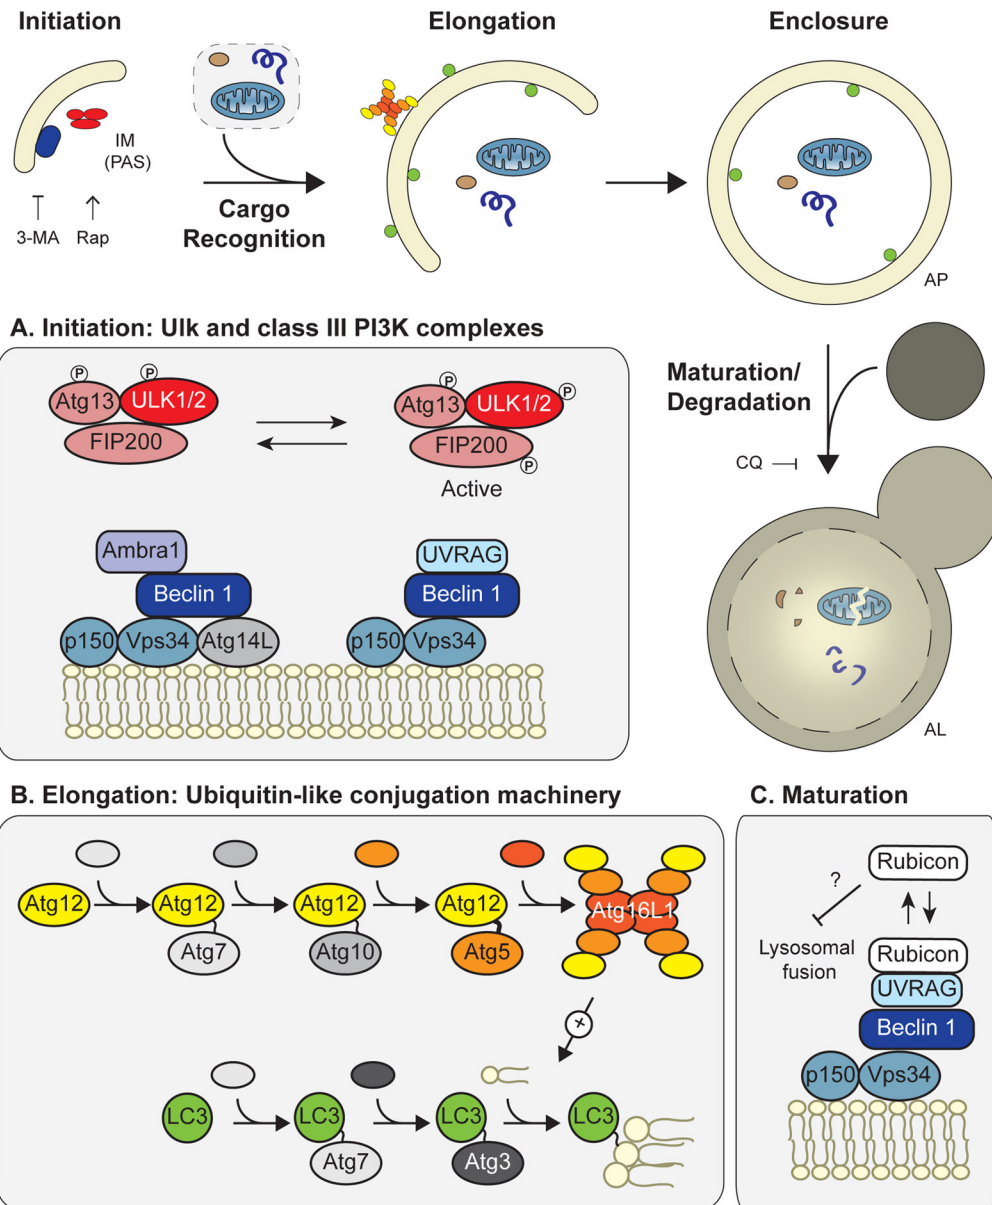 Initiation
Elongation
Enclosure
IM
(PAS)
3-MA
Rap
Cargo
Recognition
AP
A. Initiation: Ulk and class III PI3K complexes
P
P
Atg13
ULK1/2
FIP200
P
P
Atg13
ULK1/2
FIP200
P
Active
Ambra1
Beclin 1
p150
Vps34
Atg14L
UVRAG
Beclin 1
p150
Vps34
Maturation/
Degradation
CQ
AL
B. Elongation: Ubiquitin-like conjugation machinery
Atg12
Atg12
Atg7
Atg12
Atg10
Atg12
Atg5
Atg16L1
+
LC3
LC3
Atg7
LC3
Atg3
LC3
C. Maturation
Rubicon
?
Lysosomal
fusion
Rubicon
UVRAG
Beclin 1
p150
Vps34